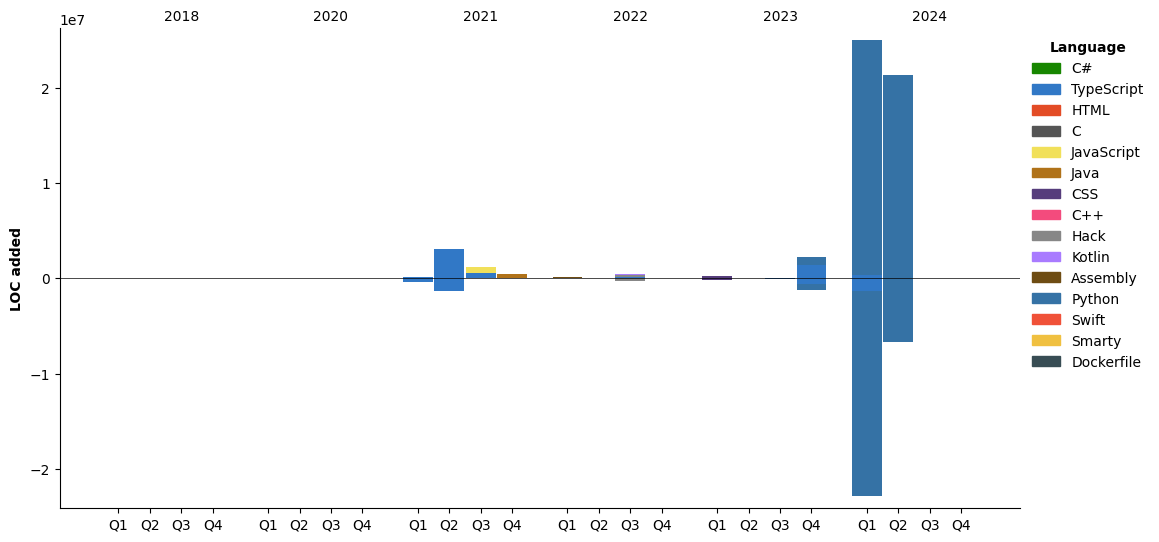 1e7
2018 2020 2021 2022 2023 2024
LOC added
2
1
0
−1
−2
Q1 Q2 Q3 Q4 Q1 Q2 Q3 Q4 Q1 Q2 Q3 Q4 Q1 Q2 Q3 Q4 Q1 Q2 Q3 Q4 Q1 Q2 Q3 Q4
Language
C#
TypeScript
HTML
C
JavaScript
Java
CSS
C++
Hack
Kotlin
Assembly
Python
Swift
Smarty
Dockerfile